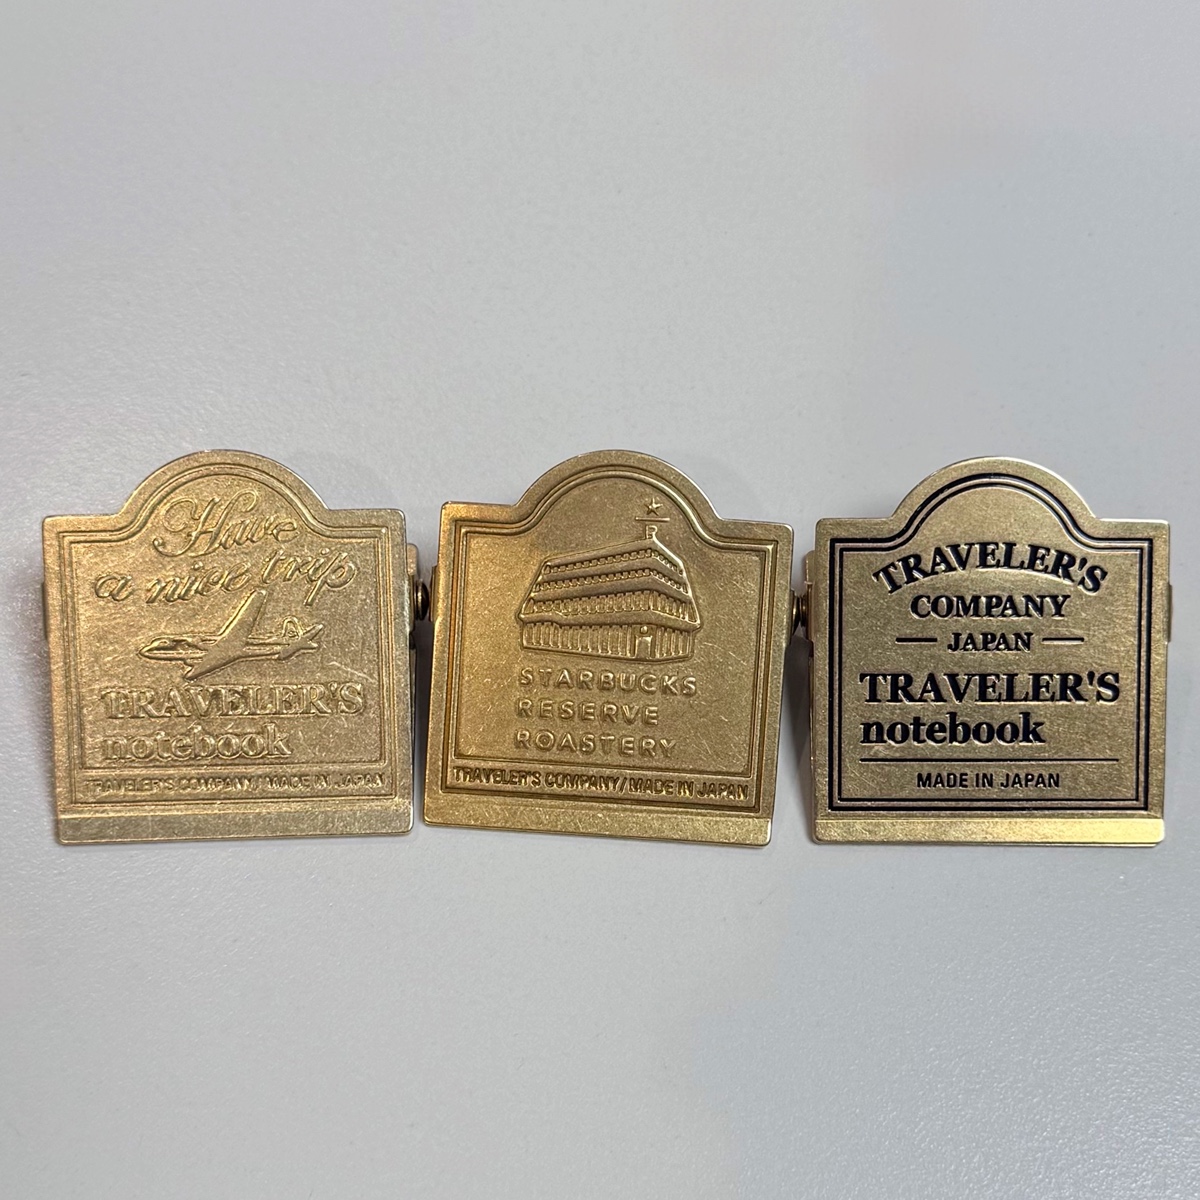 Have
a nice trip
TRAVELER'S
notebook
TRAVELER'S COMPANY/MADE IN JAPAN
R
STARBUCKS
RESERVE
ROASTERY
TRAVELER'S COMPANY/MADE IN JAPAN
TRAVELER'S
COMPANY
— JAPAN —
TRAVELER'S
notebook
MADE IN JAPAN